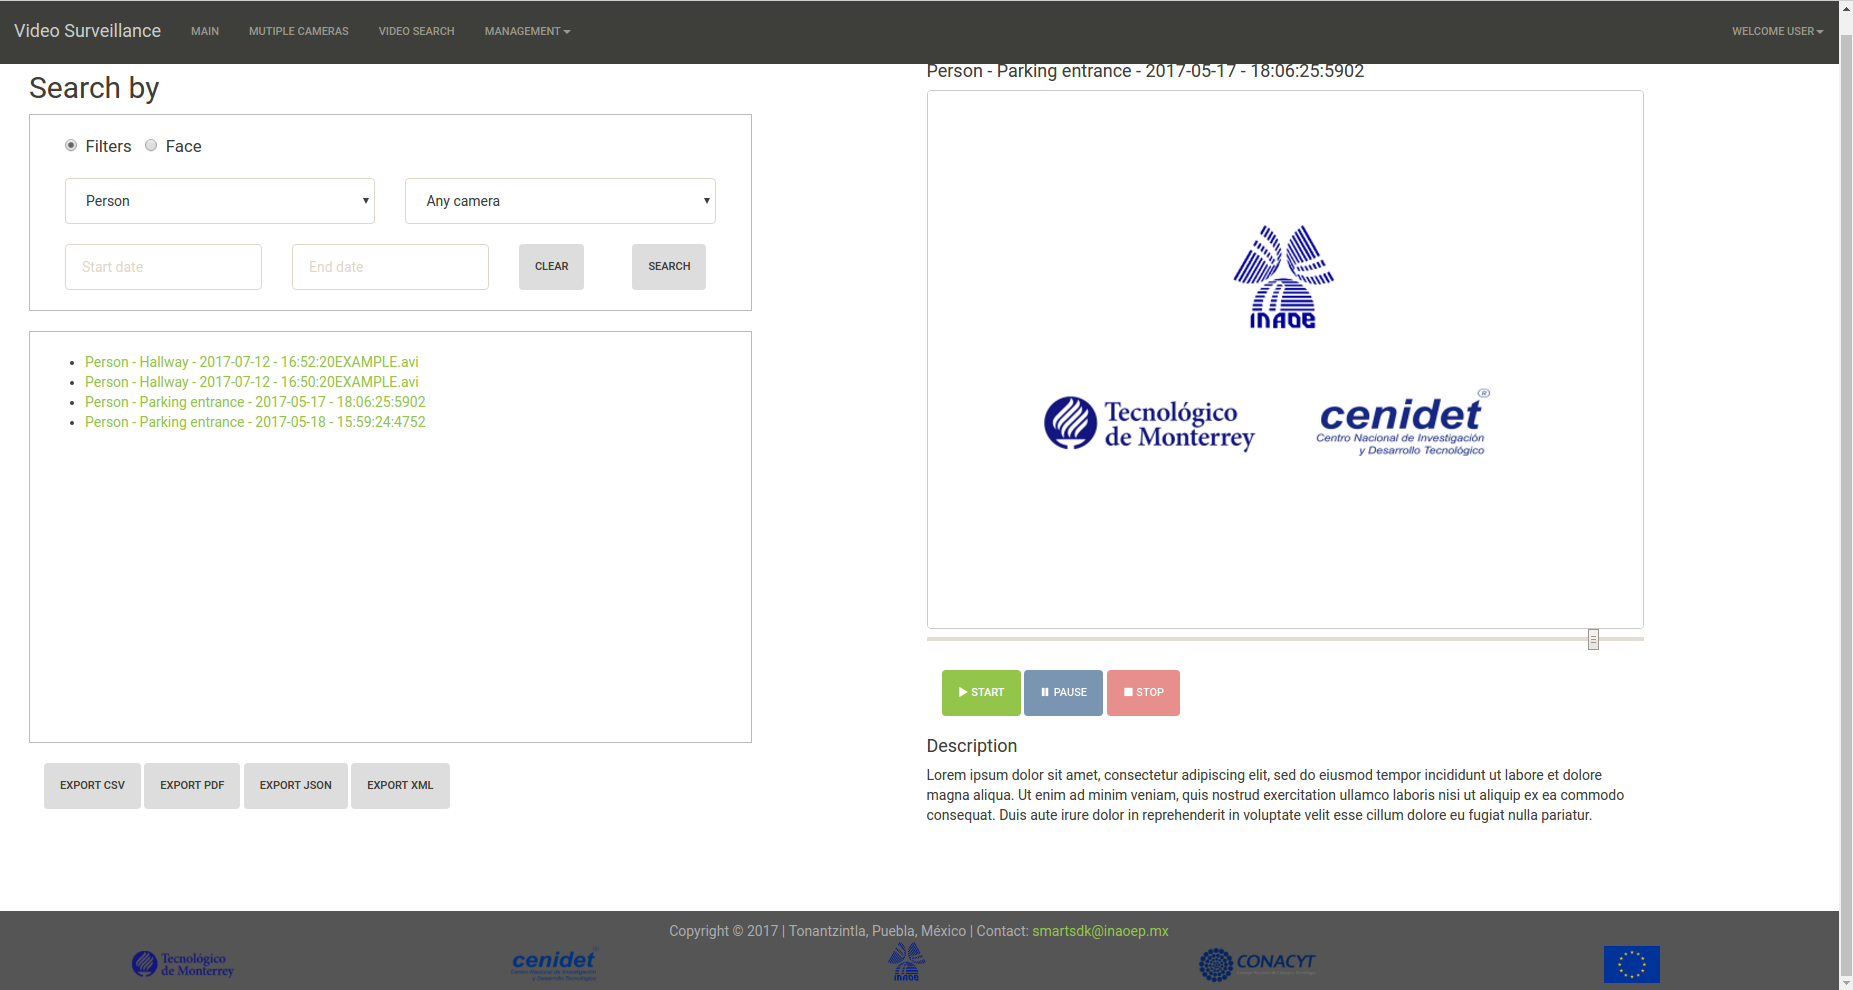 Video Surveillance MAIN MUTIPLE CAMERAS VIDEO SEARCH MANAGEMENT WELCOME USER
Search by
Filters Face
Person Any camera
Start date End date CLEAR SEARCH
Person - Hallway - 2017-07-12 - 16:52:20EXAMPLE.avi
Person - Hallway - 2017-07-12 - 16:50:20EXAMPLE.avi
Person - Parking entrance - 2017-05-17 - 18:06:25:5902
Person - Parking entrance - 2017-05-18 - 15:59:24:4752
EXPORT CSV EXPORT PDF EXPORT JSON EXPORT XML
Person - Parking entrance - 2017-05-17 - 18:06:25:5902
INAOE
Tecnológico
de Monterrey
cenidet®
Centro Nacional de Investigación
y Desarrollo Tecnológico
START PAUSE STOP
Description
Lorem ipsum dolor sit amet, consectetur adipiscing elit, sed do eiusmod tempor incididunt ut labore et dolore
magna aliqua. Ut enim ad minim veniam, quis nostrud exercitation ullamco laboris nisi ut aliquip ex ea commodo
consequat. Duis aute irure dolor in reprehenderit in voluptate velit esse cillum dolore eu fugiat nulla pariatur.
Copyright © 2017 | Tonantzintla, Puebla, México | Contact: smartsdk@inaoep.mx
Tecnológico
de Monterrey
cenidet
Centro Nacional de Investigación
y Desarrollo Tecnológico
INAOE
CONACYT